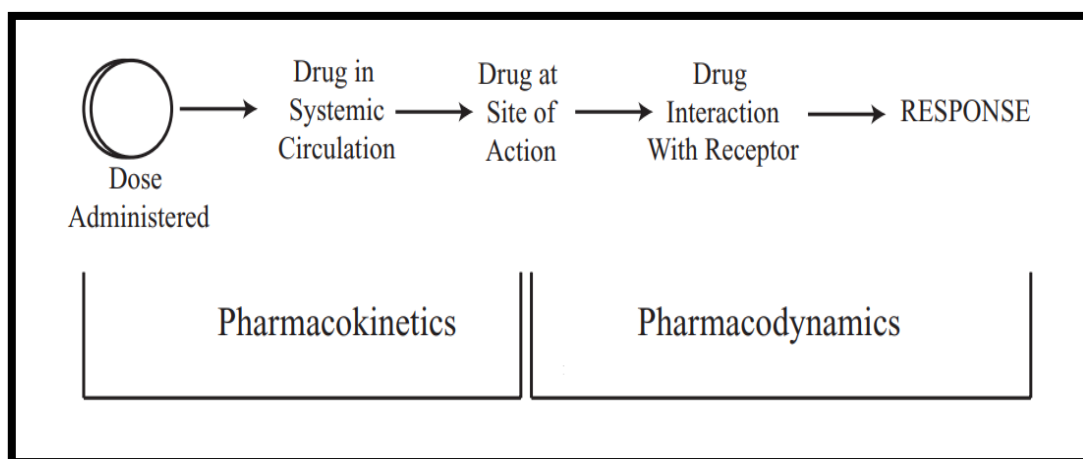 Dose
Administered
Drug in
Systemic
Circulation
Drug at
Site of
Action
Drug
Interaction
With Receptor
RESPONSE
Pharmacokinetics
Pharmacodynamics